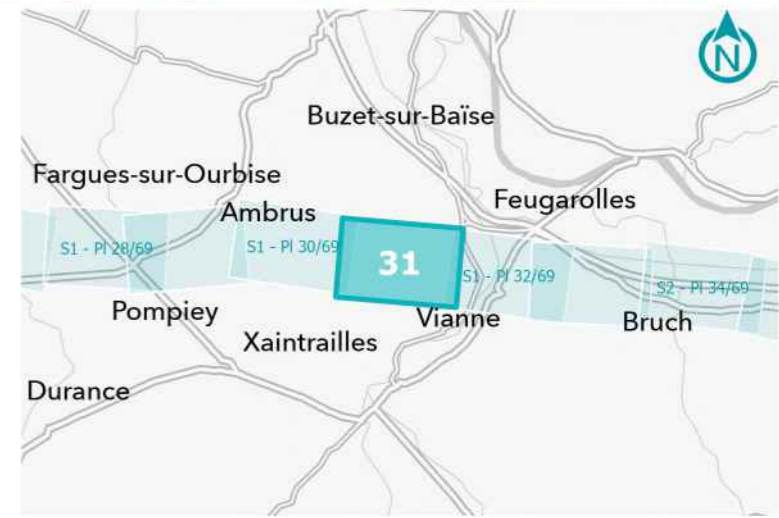 N
Buzet-sur-Baïse
Fargues-sur-Ourbise
Feugarolles
Ambrus
S1 - Pl 28/69
S1 - Pl 30/69
31
S1 - Pl 32/69
S2 - Pl 34/69
Pompiey
Vianne
Bruch
Xaintrailles
Durance